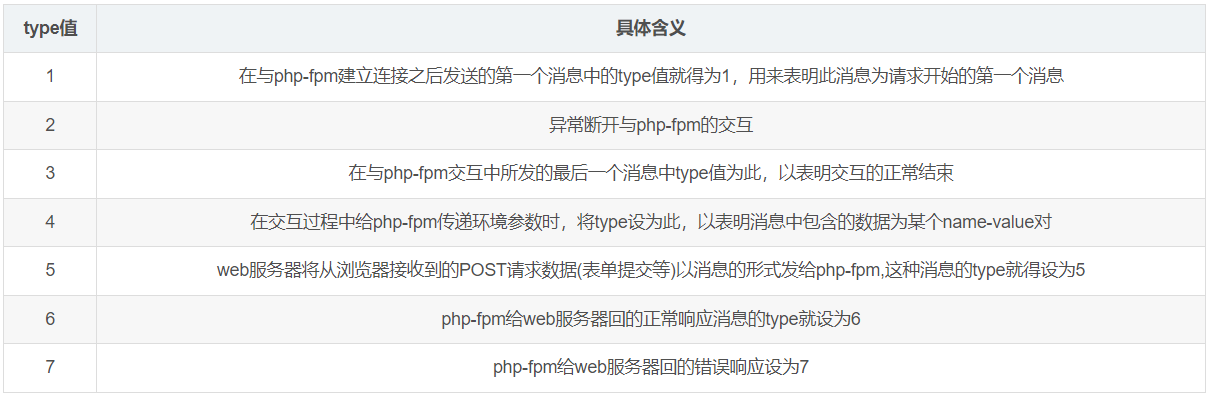 type值 具体含义
1 在与php-fpm建立连接之后发送的第一个消息中的type值就得为1，用来表明此消息为请求开始的第一个消息
2 异常断开与php-fpm的交互
3 在与php-fpm交互中所发的最后一个消息中type值为此，以表明交互的正常结束
4 在交互过程中给php-fpm传递环境参数时，将type设为此，以表明消息中包含的数据为某个name-value对
5 web服务器将从浏览器接收到的POST请求数据(表单提交等)以消息的形式发给php-fpm,这种消息的type就得设为5
6 php-fpm给web服务器回的正常响应消息的type就设为6
7 php-fpm给web服务器回的错误响应设为7